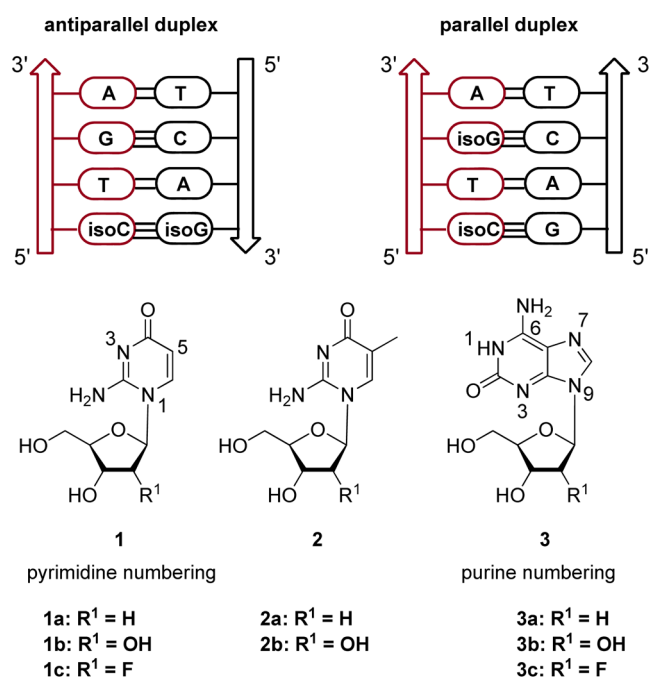 antiparallel duplex parallel duplex
3' 5' 3' 3
A T A T
G C isoG C
T A T A
isoC isoG isoC G
5' 3' 5' 5'
O O NH₂
3 5 6 7
N N 1 HN N
H₂N N H₂N N O N N
1 3 9
HO O HO O HO O
HO R¹ HO R¹ HO R¹
1 2 3
pyrimidine numbering purine numbering
1a: R¹ = H 2a: R¹ = H 3a: R¹ = H
1b: R¹ = OH 2b: R¹ = OH 3b: R¹ = OH
1c: R¹ = F 3c: R¹ = F